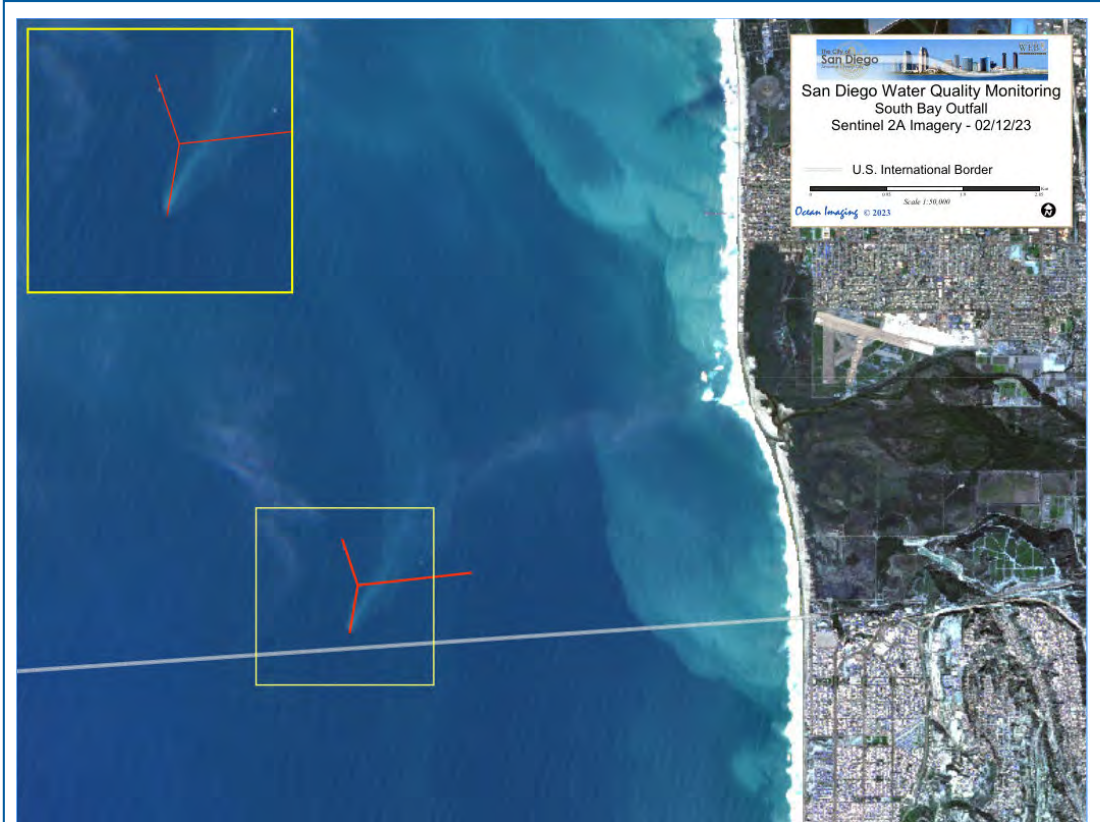 The City of
San Diego
San Diego Water Quality Monitoring
South Bay Outfall
Sentinel 2A Imagery - 02/12/23
U.S. International Border
Scale 1:50,000
Ocean Imaging © 2023